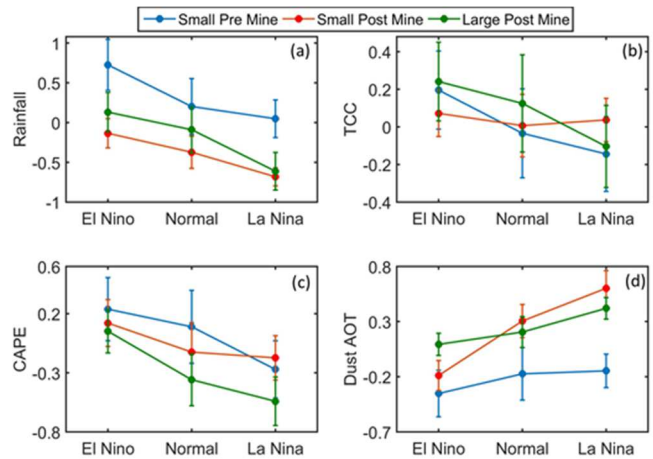 Small Pre Mine Small Post Mine Large Post Mine
(a)
Rainfall
1
0.5
0
-0.5
-1
El Nino Normal La Nina
(b)
TCC
0.4
0.2
0
-0.2
-0.4
El Nino Normal La Nina
(c)
CAPE
0.6
0.2
-0.3
-0.8
El Nino Normal La Nina
(d)
Dust AOT
0.8
0.3
-0.2
-0.7
El Nino Normal La Nina